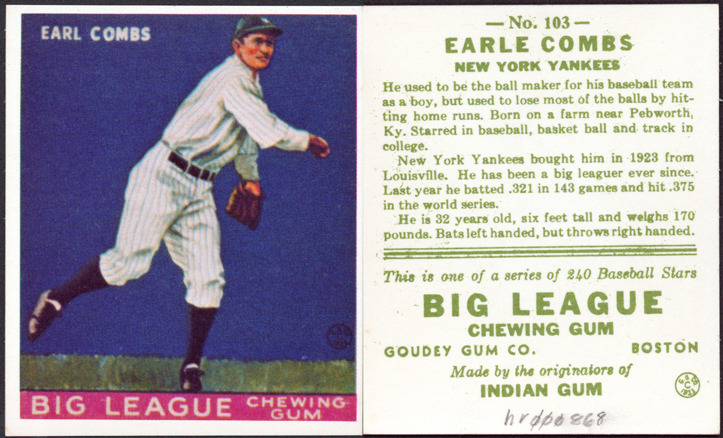 EARL COMBS
BIG LEAGUE CHEWING GUM
— No. 103 —
EARLE COMBS
NEW YORK YANKEES
He used to be the ball maker for his baseball team
as a boy, but used to lose most of the balls by hit-
ting home runs. Born on a farm near Pebworth,
Ky. Starred in baseball, basket ball and track in
college.
New York Yankees bought him in 1923 from
Louisville. He has been a big leaguer ever since.
Last year he batted .321 in 143 games and hit .375
in the world series.
He is 32 years old, six feet tall and weighs 170
pounds. Bats left handed, but throws right handed.
This is one of a series of 240 Baseball Stars
BIG LEAGUE
CHEWING GUM
GOUDEY GUM CO. BOSTON
Made by the originators of
INDIAN GUM